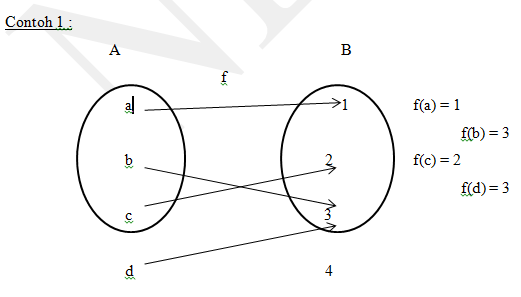 Contoh 1 :
A B
f
a 1 f(a) = 1
f(b) = 3
b 2 f(c) = 2
f(d) = 3
c 3
d 4